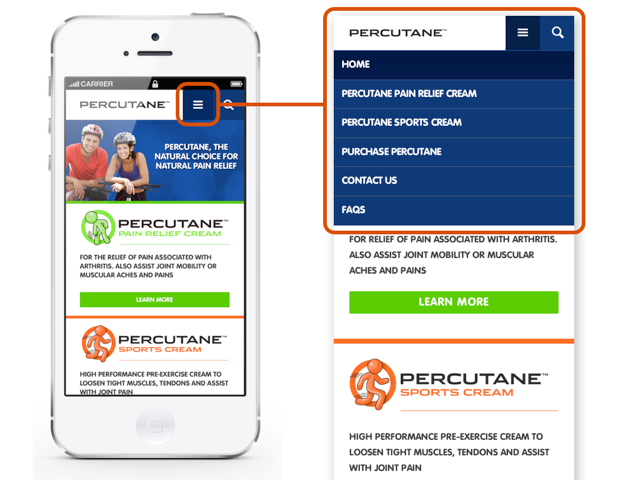 CARRIER
PERCUTANE™
PERCUTANE, THE
NATURAL CHOICE FOR
NATURAL PAIN RELIEF
PERCUTANE™
PAIN RELIEF CREAM
FOR THE RELIEF OF PAIN ASSOCIATED WITH
ARTHRITIS. ALSO ASSIST JOINT MOBILITY OR
MUSCULAR ACHES AND PAINS
LEARN MORE
PERCUTANE™
SPORTS CREAM
HIGH PERFORMANCE PRE-EXERCISE CREAM TO
LOOSEN TIGHT MUSCLES, TENDONS AND ASSIST
WITH JOINT PAIN
PERCUTANE™
HOME
PERCUTANE PAIN RELIEF CREAM
PERCUTANE SPORTS CREAM
PURCHASE PERCUTANE
CONTACT US
FAQS
FOR RELIEF OF PAIN ASSOCIATED WITH ARTHRITIS.
ALSO ASSIST JOINT MOBILITY OR MUSCULAR
ACHES AND PAINS
LEARN MORE
PERCUTANE™
SPORTS CREAM
HIGH PERFORMANCE PRE-EXERCISE CREAM TO
LOOSEN TIGHT MUSCLES, TENDONS AND ASSIST
WITH JOINT PAIN